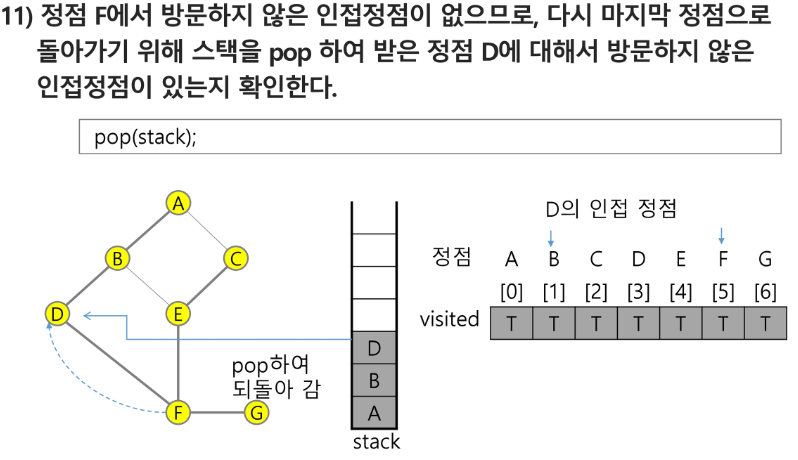 11) 정점 F에서 방문하지 않은 인접정점이 없으므로, 다시 마지막 정점으로
돌아가기 위해 스택을 pop 하여 받은 정점 D에 대해서 방문하지 않은
인접정점이 있는지 확인한다.
pop(stack);
A
B
C
D
E
F
G
pop하여
되돌아 감
D
B
A
stack
D의 인접 정점
정점 A B C D E F G
[0] [1] [2] [3] [4] [5] [6]
visited T T T T T T T